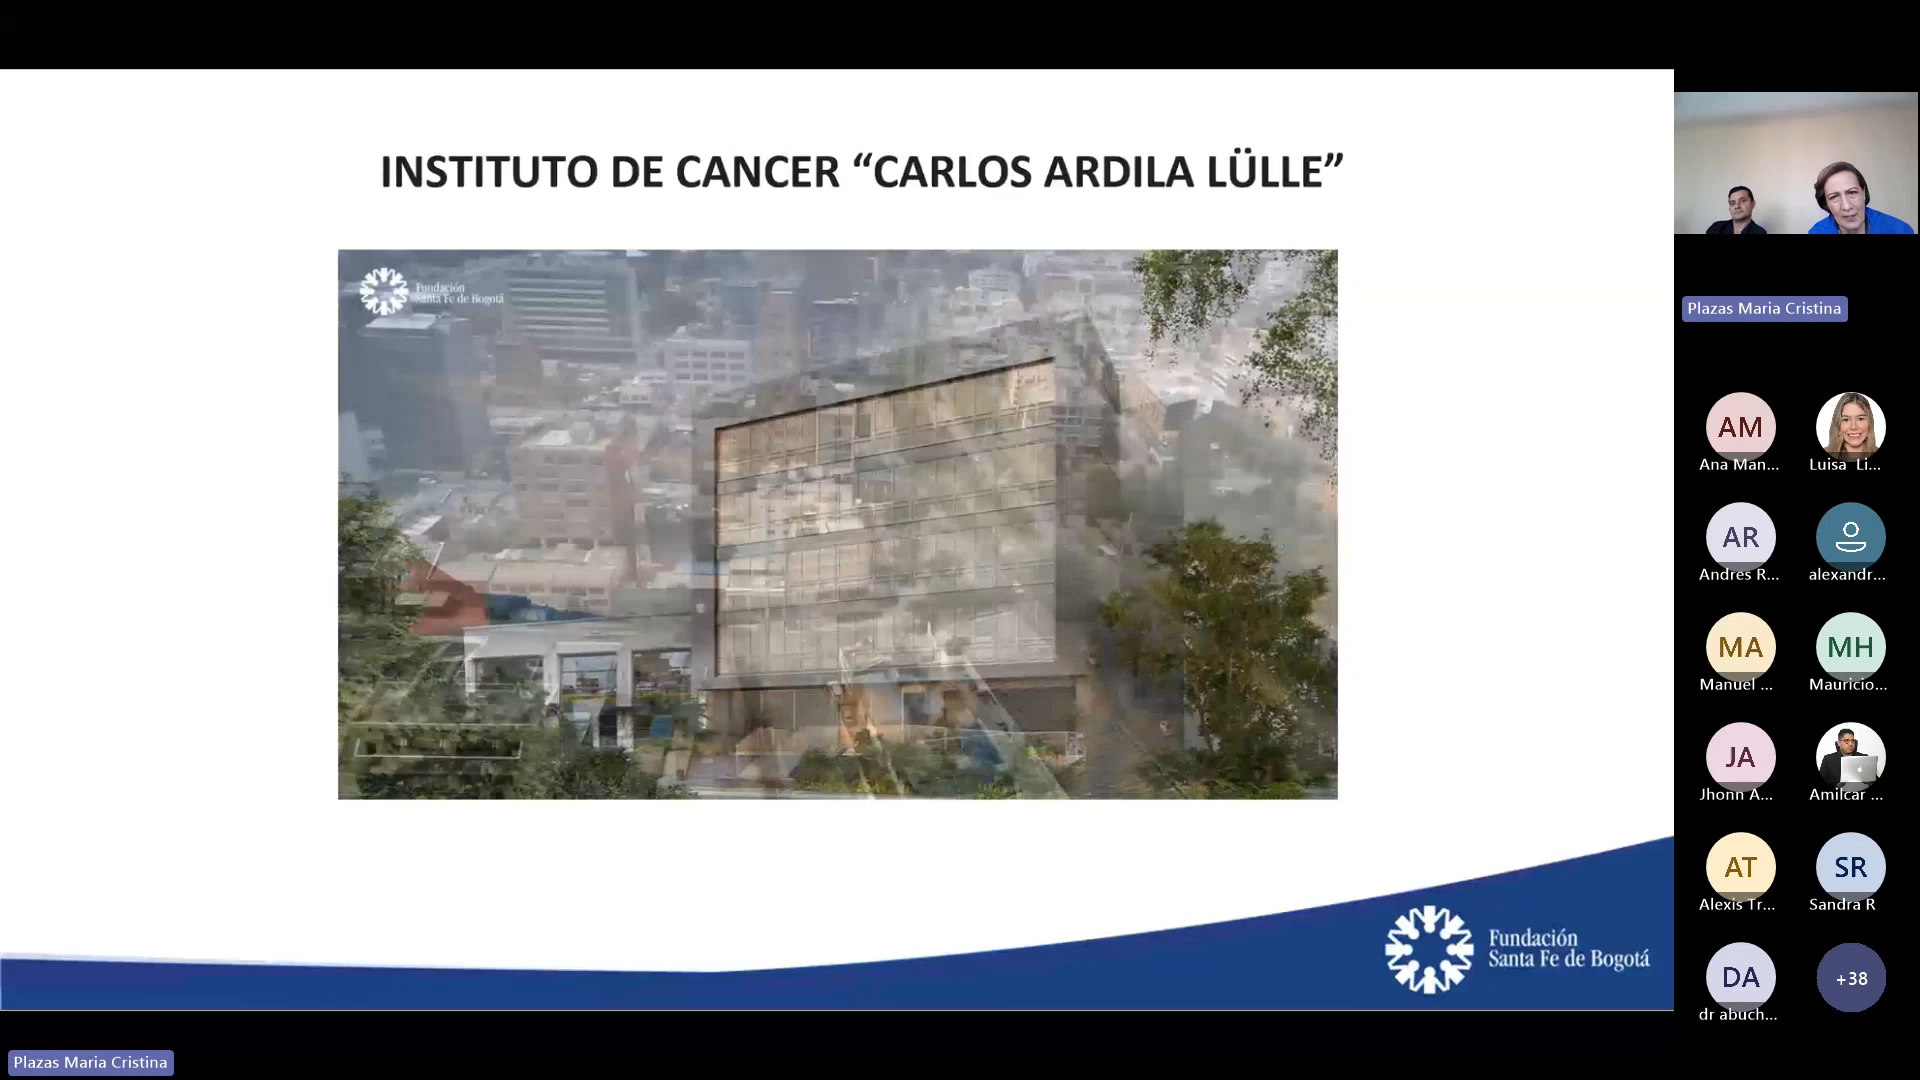 INSTITUTO DE CANCER “CARLOS ARDILA LÜLLE”
Fundación
Santa Fe de Bogotá
Fundación
Santa Fe de Bogotá
Plazas Maria Cristina
AM
Ana Man...
Luisa Li...
AR
Andres R...
alexandr...
MA
Manuel ...
MH
Mauricio...
JA
Jhonn A...
Amilcar ...
AT
Alexis Tr...
SR
Sandra R
DA
dr abuch...
+38
Plazas Maria Cristina